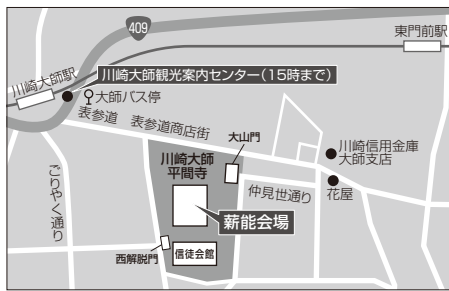 409
東門前駅
川崎大師駅
川崎大師観光案内センター(15時まで)
大師バス停
表参道 表参道商店街
大山門
川崎信用金庫
大師支店
川崎大師
平間寺
ごりやく通り
仲見世通り
花屋
薪能会場
西解脱門
信徒会館